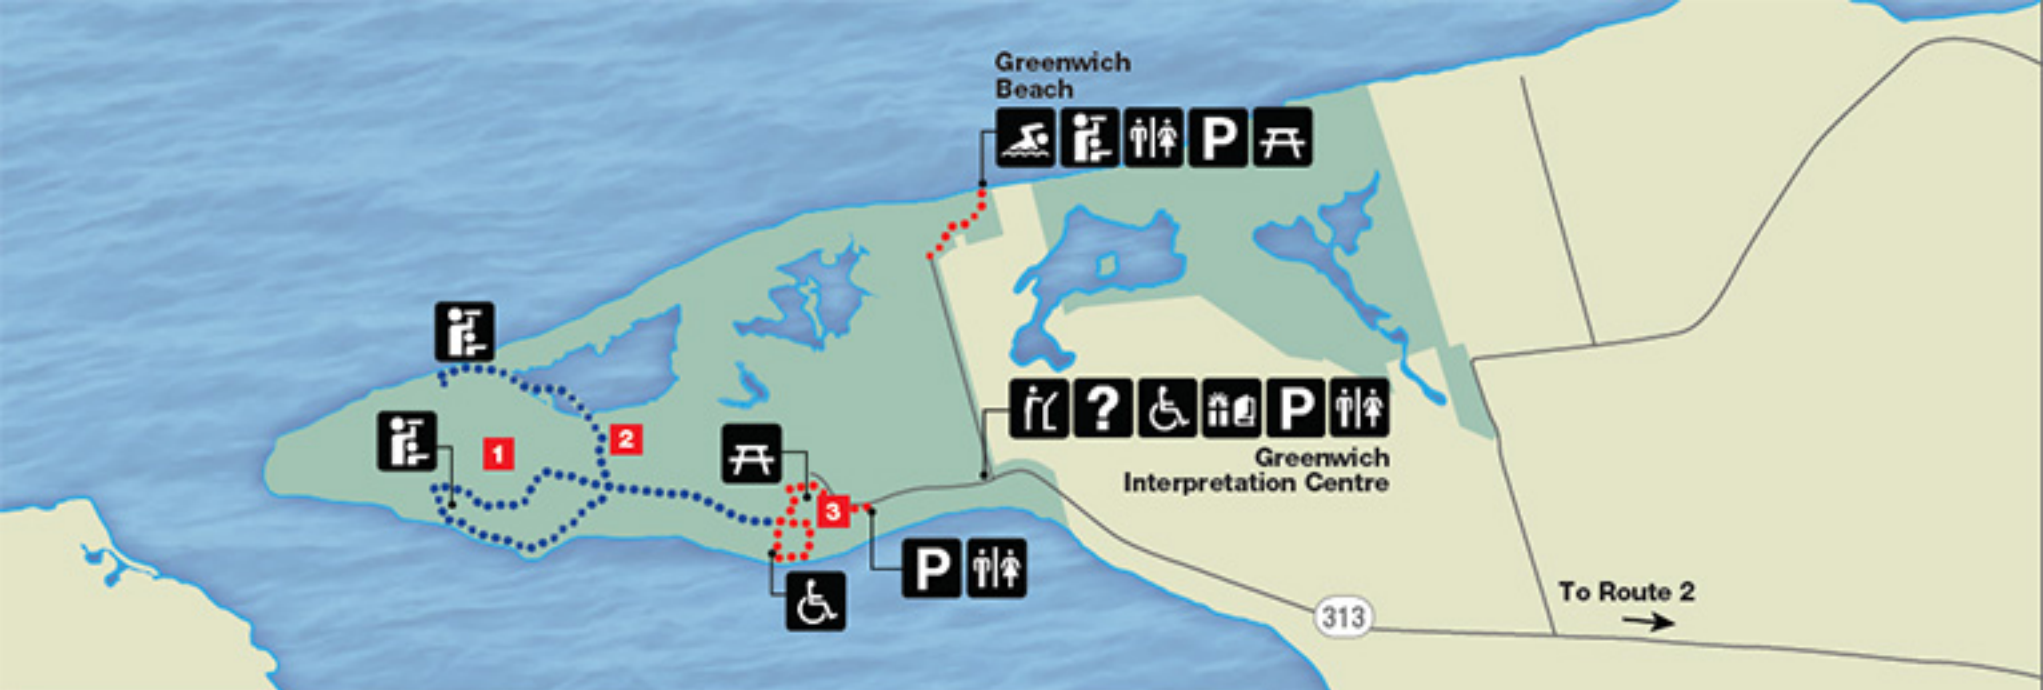 Greenwich
Beach
P
1
2
?
P
Greenwich
Interpretation Centre
3
P
To Route 2
313